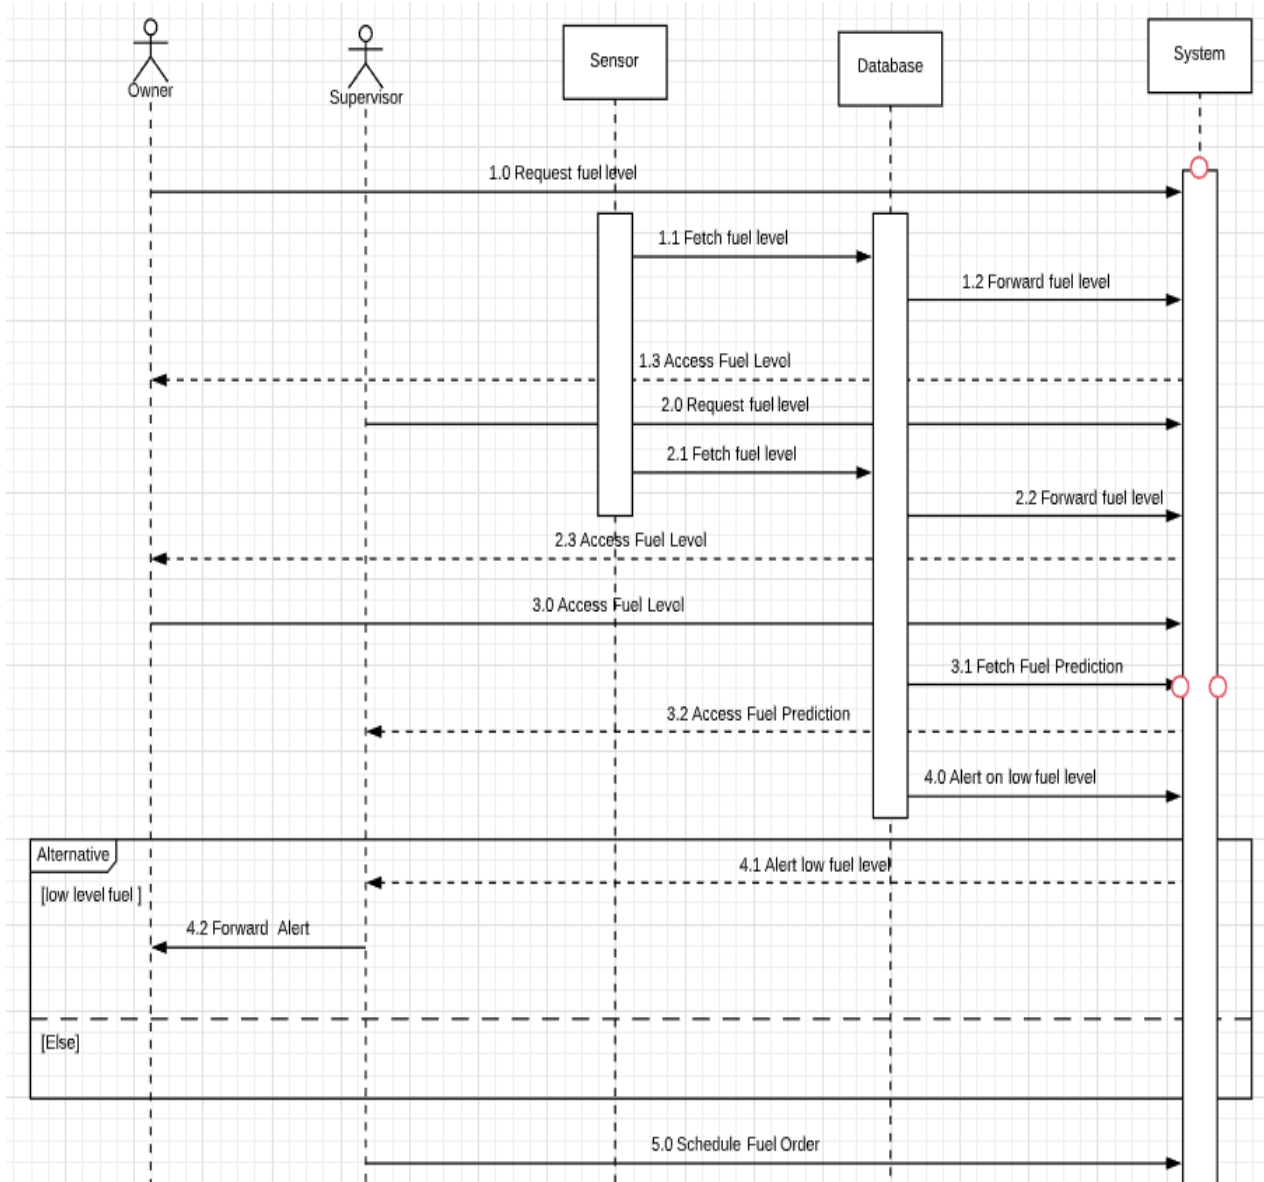 Owner
Supervisor
Sensor
Database
System
1.0 Request fuel level
1.1 Fetch fuel level
1.2 Forward fuel level
1.3 Access Fuel Level
2.0 Request fuel level
2.1 Fetch fuel level
2.2 Forward fuel level
2.3 Access Fuel Level
3.0 Access Fuel Level
3.1 Fetch Fuel Prediction
3.2 Access Fuel Prediction
4.0 Alert on low fuel level
Alternative
4.1 Alert low fuel level
[low level fuel ]
4.2 Forward  Alert
[Else]
5.0 Schedule Fuel Order